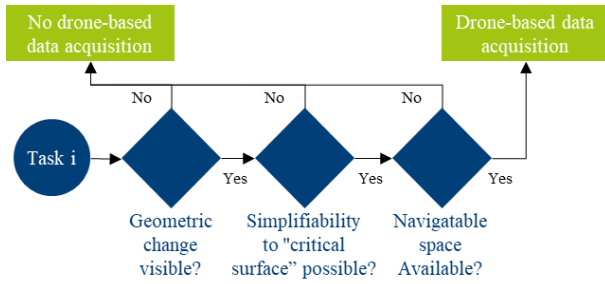 No drone-based
data acquisition
Drone-based data
acquisition
No
No
No
Task i
Yes
Yes
Yes
Geometric
change
visible?
Simplifiability
to "critical
surface” possible?
Navigatable
space
Available?